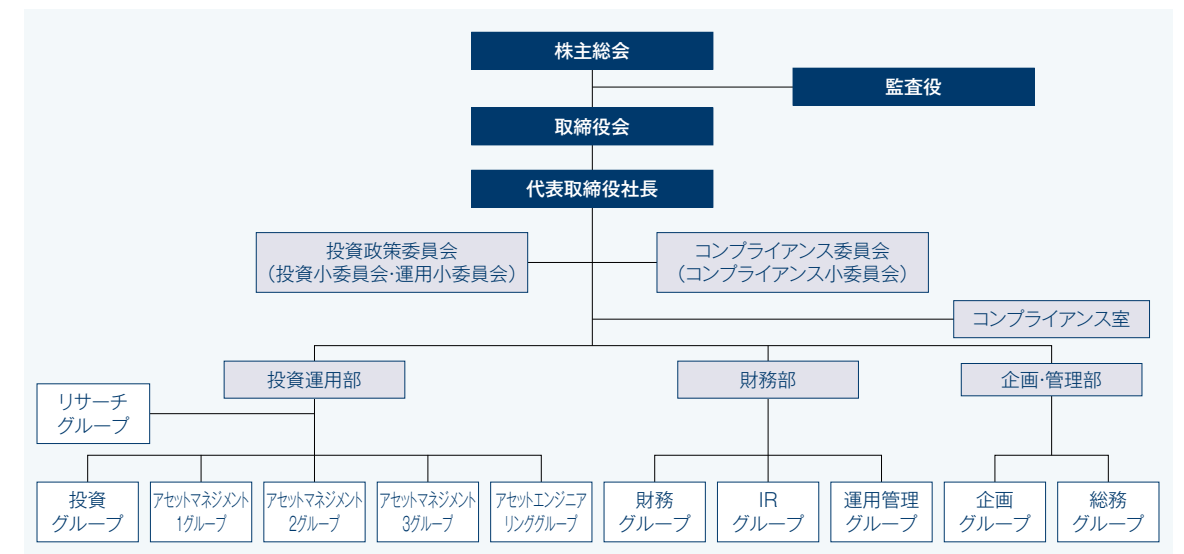 株主総会
監査役
取締役会
代表取締役社長
投資政策委員会
（投資小委員会・運用小委員会）
コンプライアンス委員会
（コンプライアンス小委員会）
コンプライアンス室
投資運用部
財務部
企画・管理部
リサーチ
グループ
投資
グループ
アセットマネジメント
1グループ
アセットマネジメント
2グループ
アセットマネジメント
3グループ
アセットエンジニア
リンググループ
財務
グループ
IR
グループ
運用管理
グループ
企画
グループ
総務
グループ